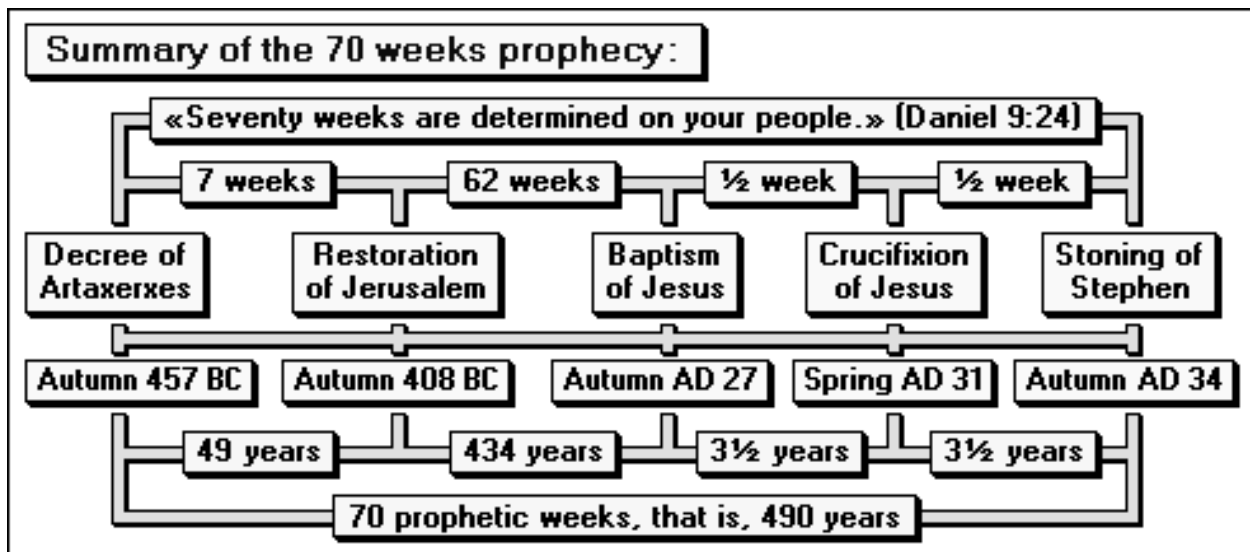 Summary of the 70 weeks prophecy:
«Seventy weeks are determined on your people.» (Daniel 9:24)
7 weeks
62 weeks
½ week
½ week
Decree of
Artaxerxes
Restoration
of Jerusalem
Baptism
of Jesus
Crucifixion
of Jesus
Stoning of
Stephen
Autumn 457 BC
Autumn 408 BC
Autumn AD 27
Spring AD 31
Autumn AD 34
49 years
434 years
3½ years
3½ years
70 prophetic weeks, that is, 490 years